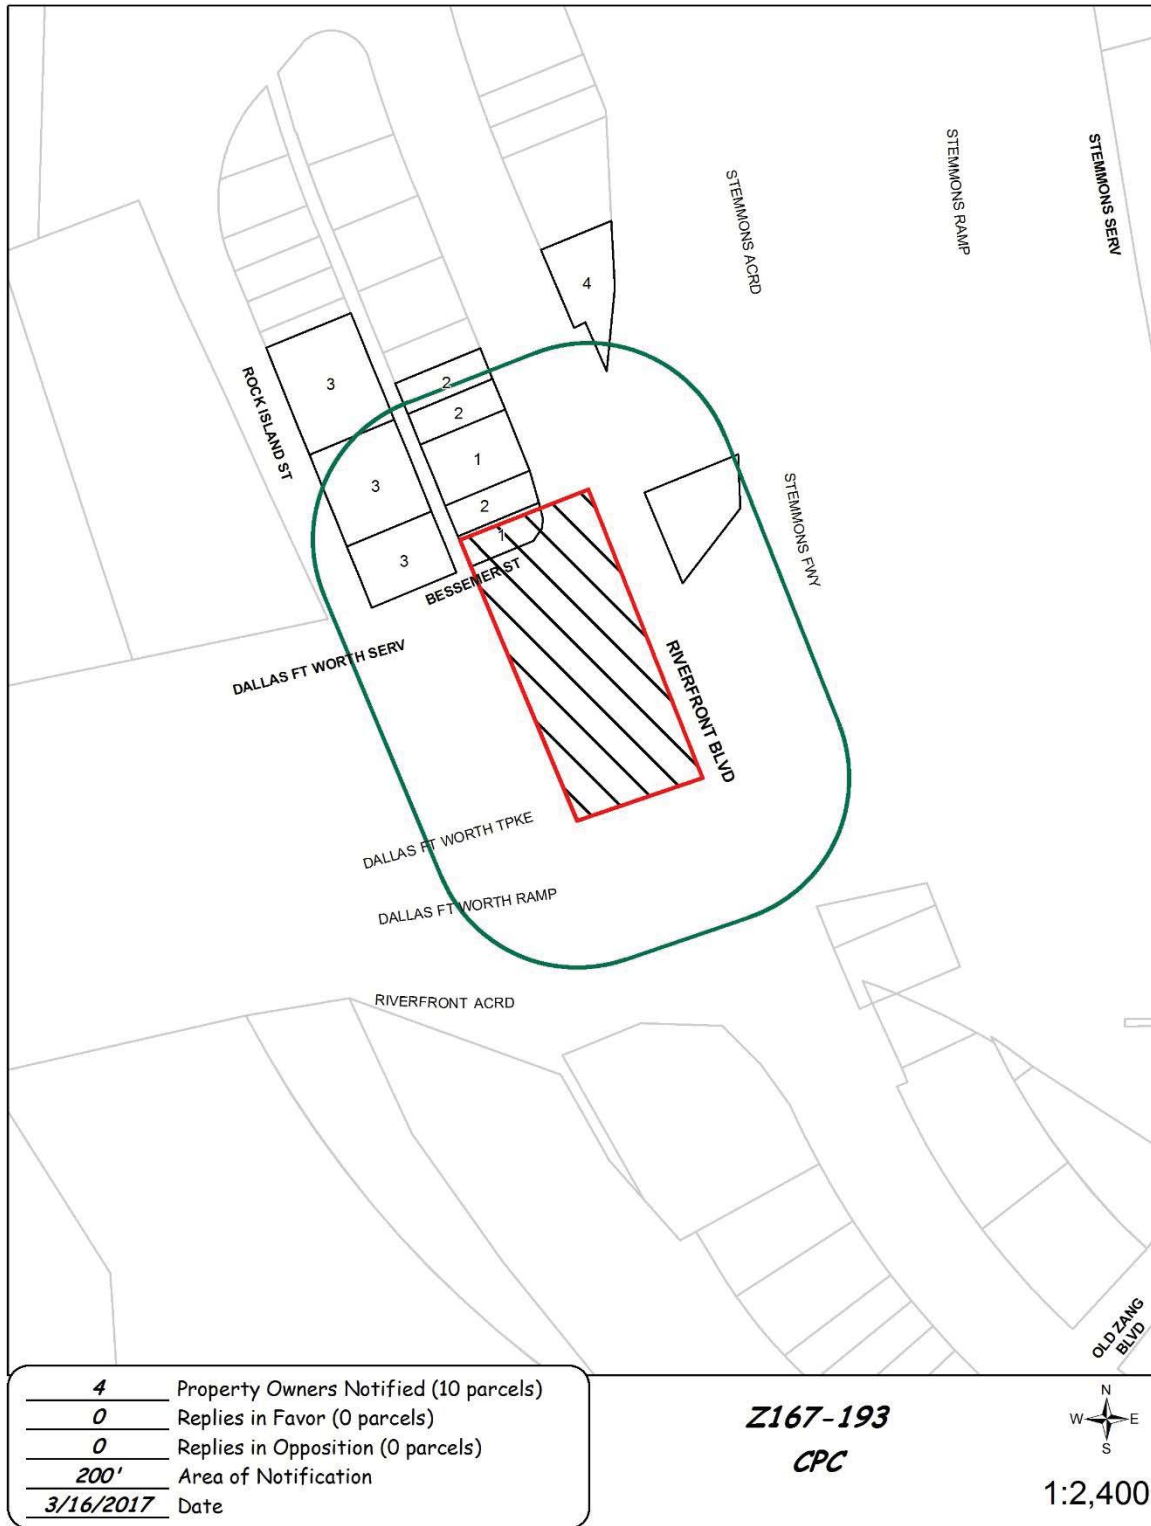 STEMMONS ACRD
STEMMONS RAMP
STEMMONS SERV
4
3
2
2
ROCK ISLAND ST
1
3
2
STEMMONS FWY
1
3
BESSEMER ST
DALLAS FT WORTH SERV
RIVERFRONT BLVD
DALLAS FT WORTH TPKE
DALLAS FT WORTH RAMP
RIVERFRONT ACRD
OLD ZANG
BLVD
4 Property Owners Notified (10 parcels)
0 Replies in Favor (0 parcels)
0 Replies in Opposition (0 parcels)
200' Area of Notification
3/16/2017 Date
Z167-193
CPC
N
W E
S
1:2,400